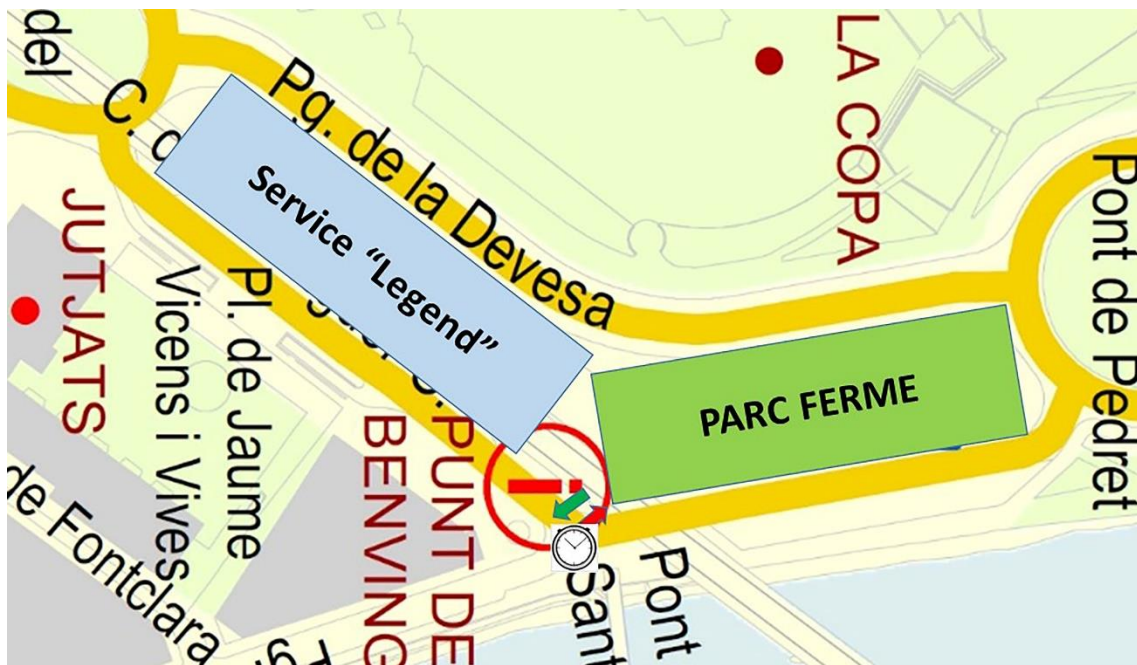 del
C.
Pg. de la Devesa
LA COPA
Service “Legend”
PARC FERME
Pont de Pedret
JUTJATS
Pl. de Jaume
Vicens i Vives
PUNT DE
BENVING
i
de Fontclara
Sant
Pont